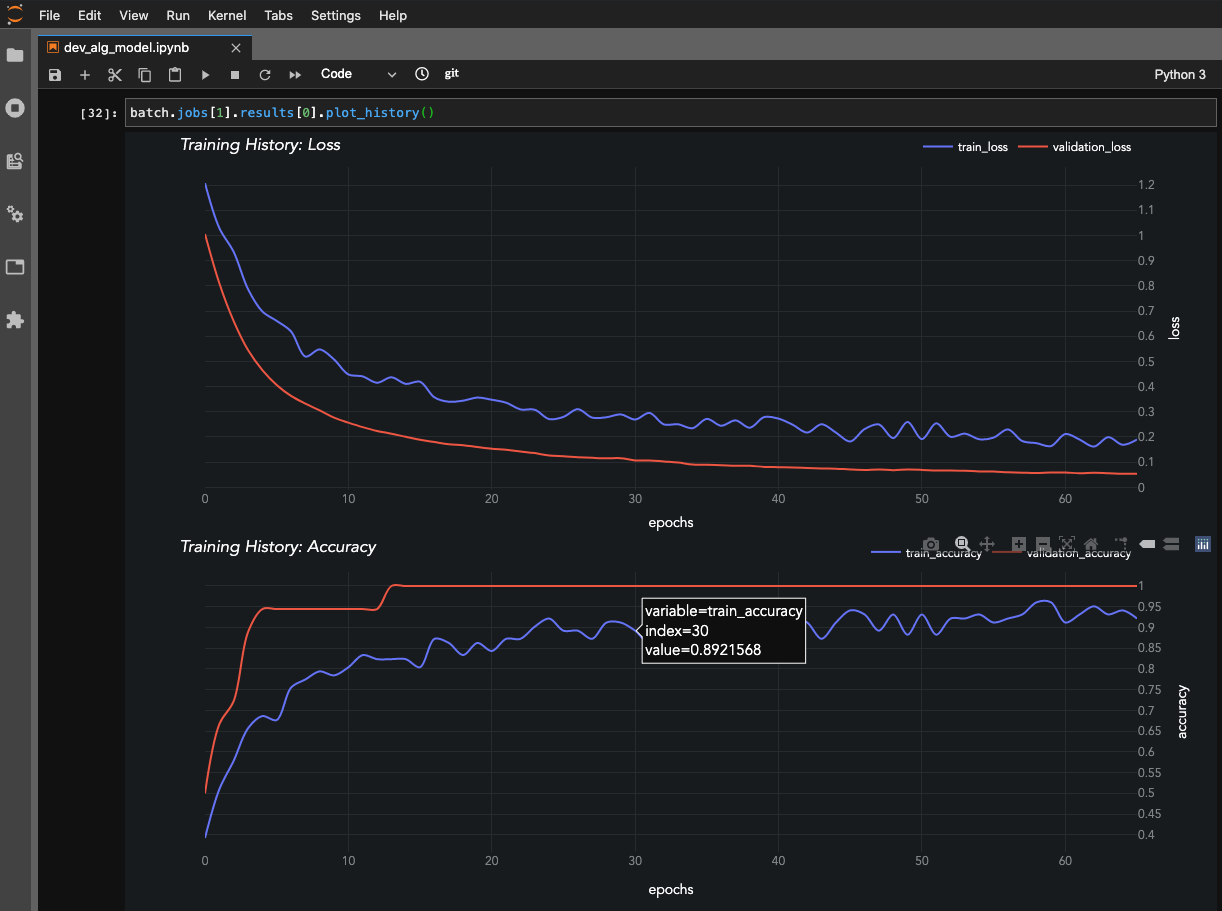 File Edit View Run Kernel Tabs Settings Help
dev_alg_model.ipynb
Code git Python 3
[32]: batch.jobs[1].results[0].plot_history()
Training History: Loss
train_loss validation_loss
1.2
1.1
1
0.9
0.8
0.7
0.6
0.5
0.4
0.3
0.2
0.1
0
loss
0 10 20 30 40 50 60
epochs
Training History: Accuracy
train_accuracy validation_accuracy
1
0.95
0.9
0.85
0.8
0.75
0.7
0.65
0.6
0.55
0.5
0.45
0.4
accuracy
variable=train_accuracy
index=30
value=0.8921568
0 10 20 30 40 50 60
epochs